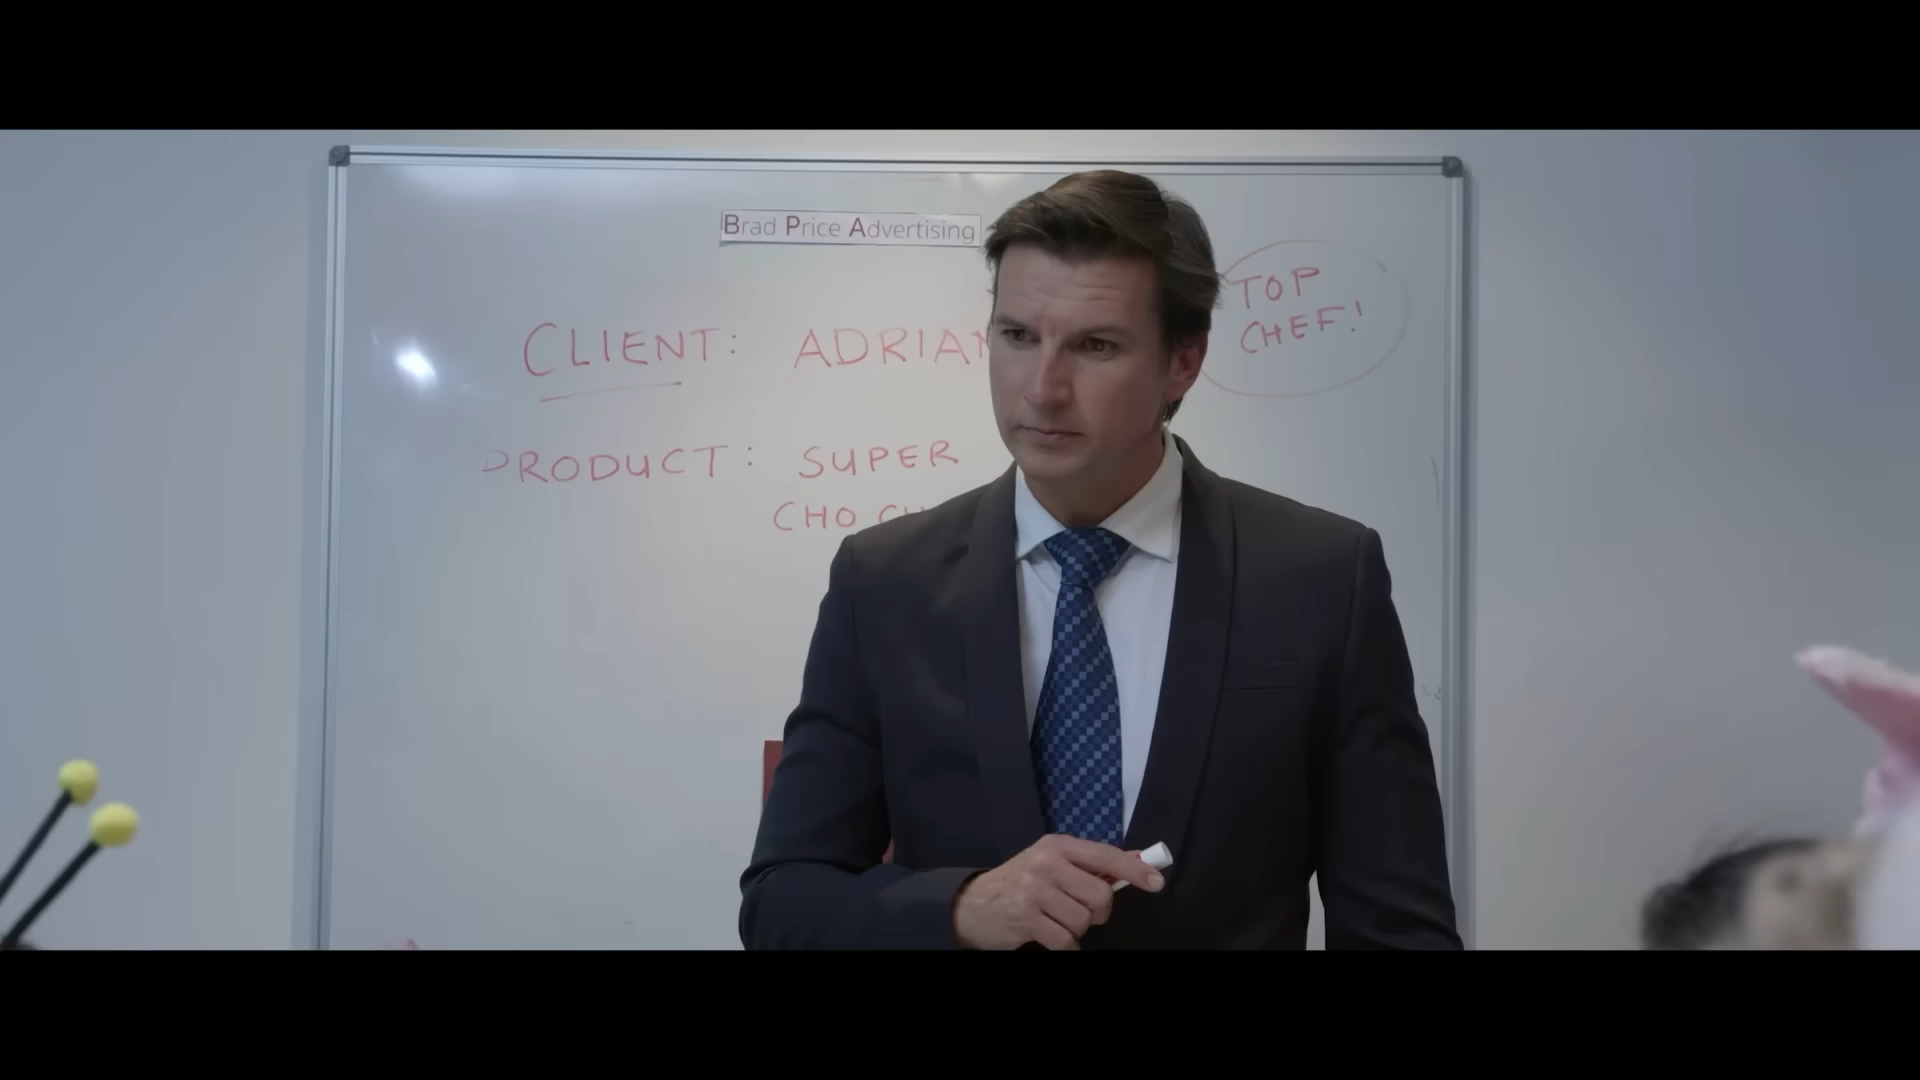 Brad Price Advertising
CLIENT: ADRIAN
TOP
CHEF!
PRODUCT: SUPER